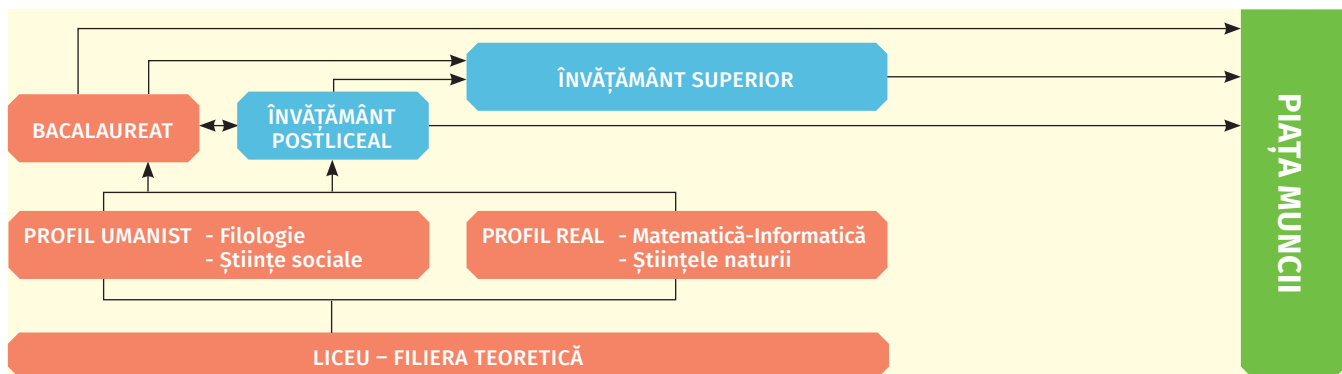 ÎNVĂȚĂMÂNT SUPERIOR
BACALAUREAT
ÎNVĂȚĂMÂNT
POSTLICEAL
PROFIL UMANIST - Filologie
- Științe sociale
PROFIL REAL - Matematică-Informatică
- Științele naturii
LICEU – FILIERA TEORETICĂ
PIAȚA MUNCII